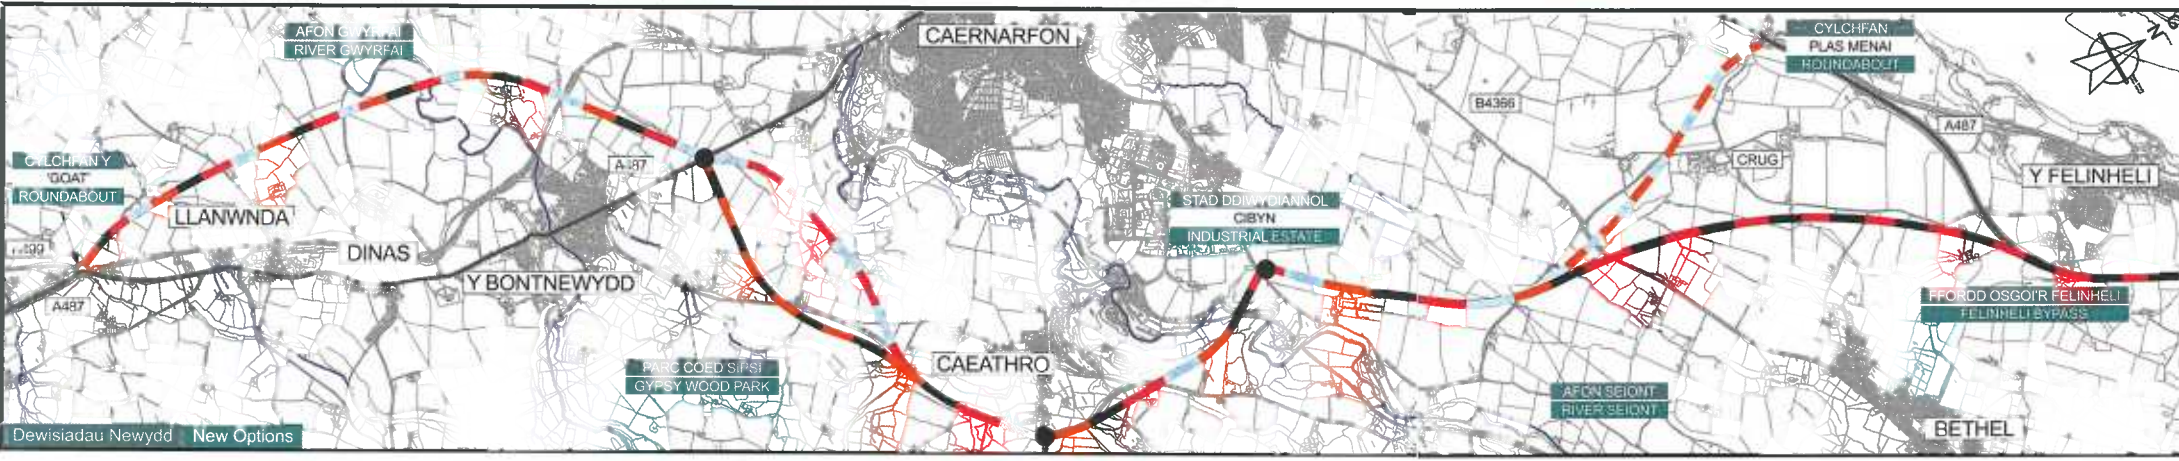 AFON GWYRFAI
RIVER GWYRFAI
CAERNARFON
CYLCHFAN
PLAS MENAI
ROUNDABOUT
N
B4366
A487
CYLCHFAN Y
'GOAT'
ROUNDABOUT
A487
CRUG
Y FELINHELI
LLANWNDA
STAD DDIWYDIANNOL
CIBYN
INDUSTRIAL ESTATE
A499
DINAS
Y BONTNEWYDD
A487
FFORDD OSGOI'R FELINHELI
FELINHELI BYPASS
PARC COED SIPSI
GYPSY WOOD PARK
CAEATHRO
AFON SEIONT
RIVER SEIONT
Dewisiadau Newydd New Options
BETHEL